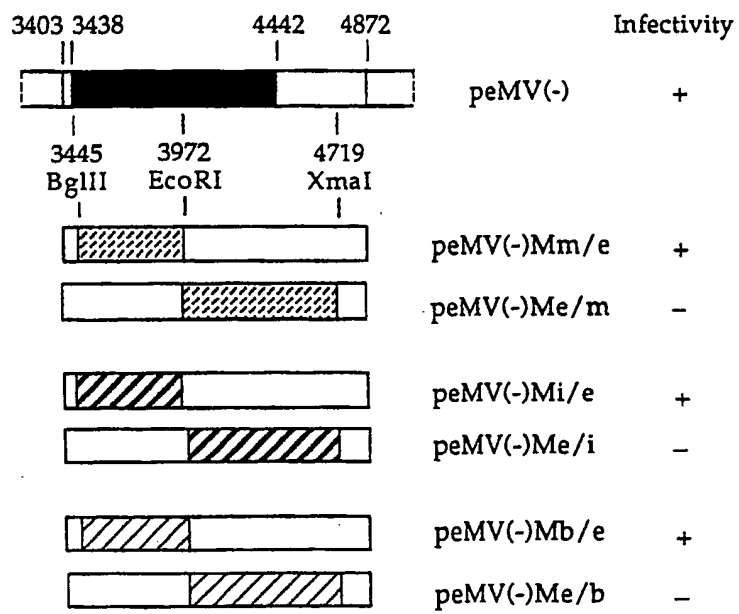 3403 3438 4442 4872 Infectivity
peMV(-) +
3445 3972 4719
BglII EcoRI XmaI
peMV(-)Mm/e +
peMV(-)Me/m –
peMV(-)Mi/e +
peMV(-)Me/i –
peMV(-)Mb/e +
peMV(-)Me/b –